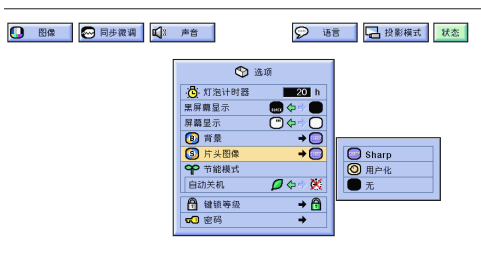 图像
同步微调
声音
语言
投影模式
状态
选项
灯泡计时器 20 h
黑屏幕显示
屏幕显示
背景
片头图像
节能模式
自动关机
键锁等级
密码
Sharp
用户化
无